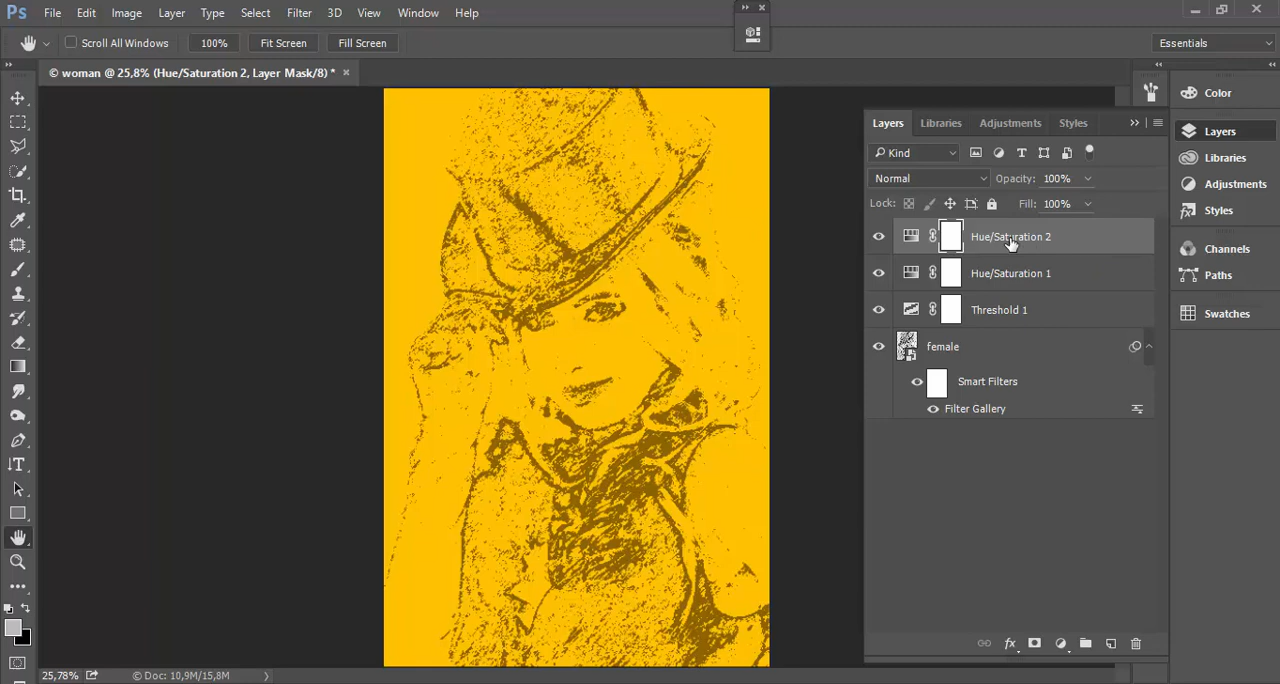 Ps File Edit Image Layer Type Select Filter 3D View Window Help
Scroll All Windows 100% Fit Screen Fill Screen Essentials
© woman @ 25,8% (Hue/Saturation 2, Layer Mask/8) * ×
Layers Libraries Adjustments Styles
Kind
Normal Opacity: 100%
Lock: Fill: 100%
Hue/Saturation 2
Hue/Saturation 1
Threshold 1
female
Smart Filters
Filter Gallery
Color
Layers
Libraries
Adjustments
Styles
Channels
Paths
Swatches
25,78% © Doc: 10,9M/15,8M